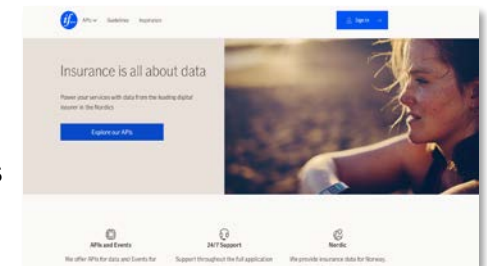 if...
APIs Guidelines Inspiration
Sign in
Insurance is all about data
Power your services with data from the leading digital
insurer in the Nordics
Explore our APIs
s
APIs and Events
24/7 Support
Nordic
We offer APIs for data and Events for
Support throughout the full application
We provide insurance data for Norway,